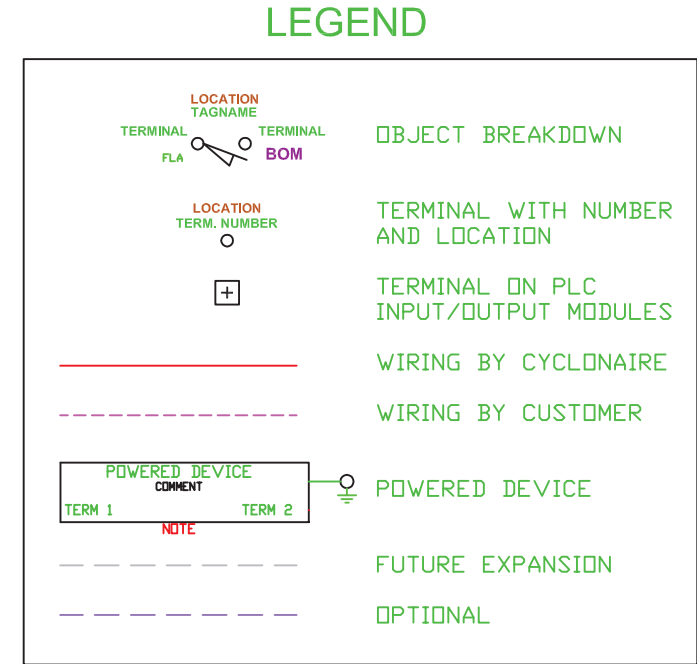 LEGEND
LOCATION
TAGNAME
TERMINAL
TERMINAL
FLA
BOM
OBJECT BREAKDOWN
LOCATION
TERM. NUMBER
TERMINAL WITH NUMBER
AND LOCATION
TERMINAL ON PLC
INPUT/OUTPUT MODULES
WIRING BY CYCLONAIRE
WIRING BY CUSTOMER
POWERED DEVICE
COMMENT
TERM 1
TERM 2
NOTE
POWERED DEVICE
FUTURE EXPANSION
OPTIONAL